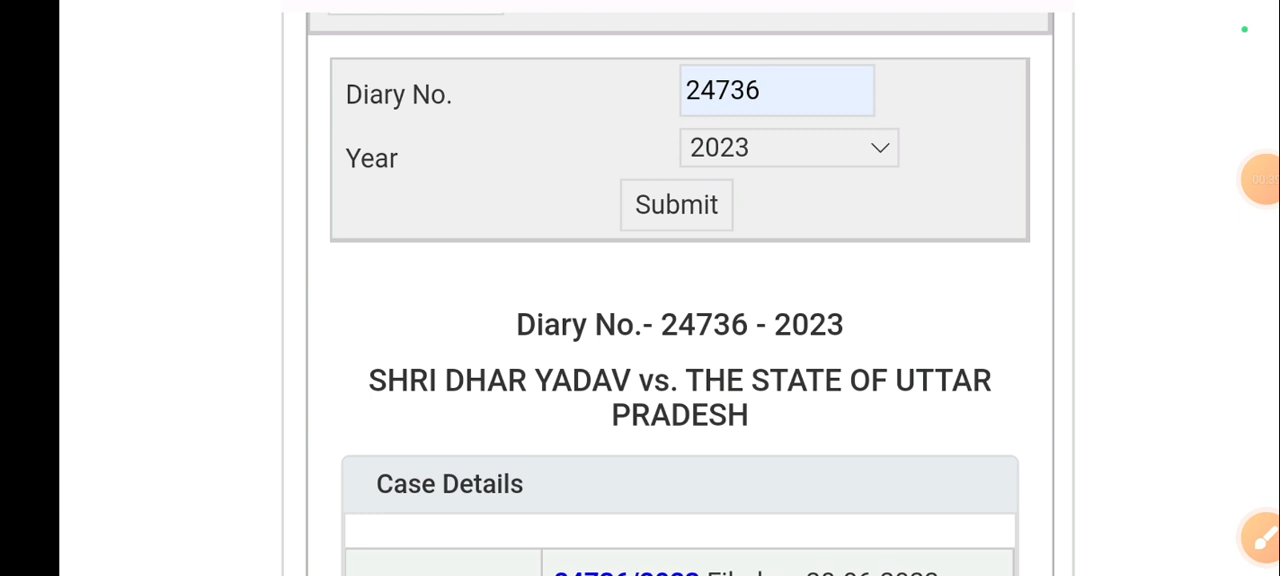 Diary No.
24736
Year
2023
Submit
Diary No.- 24736 - 2023
SHRI DHAR YADAV vs. THE STATE OF UTTAR
PRADESH
Case Details